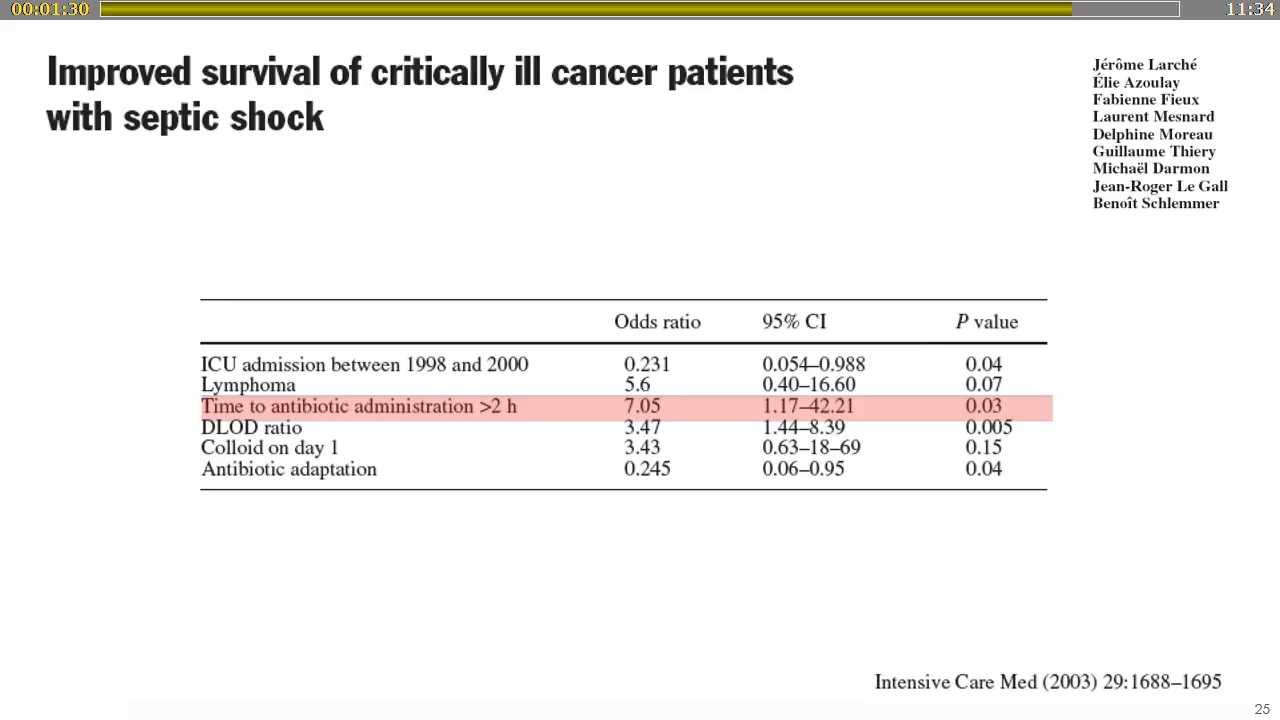 00:01:30 11:34
Improved survival of critically ill cancer patients
with septic shock
Jérôme Larché
Élie Azoulay
Fabienne Fieux
Laurent Mesnard
Delphine Moreau
Guillaume Thiery
Michaël Darmon
Jean-Roger Le Gall
Benoît Schlemmer
Odds ratio 95% CI P value
ICU admission between 1998 and 2000 0.231 0.054–0.988 0.04
Lymphoma 5.6 0.40–16.60 0.07
Time to antibiotic administration >2 h 7.05 1.17–42.21 0.03
DLOD ratio 3.47 1.44–8.39 0.005
Colloid on day 1 3.43 0.63–18–69 0.15
Antibiotic adaptation 0.245 0.06–0.95 0.04
Intensive Care Med (2003) 29:1688–1695
25